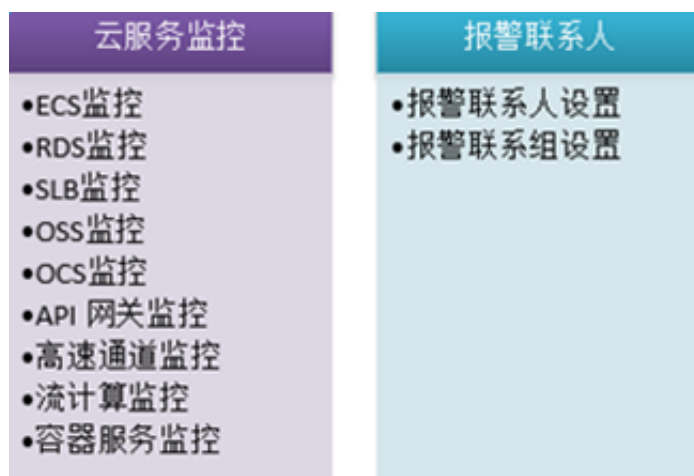 云服务监控
•ECS监控
•RDS监控
•SLB监控
•OSS监控
•OCS监控
•API 网关监控
•高速通道监控
•流计算监控
•容器服务监控
报警联系人
•报警联系人设置
•报警联系组设置